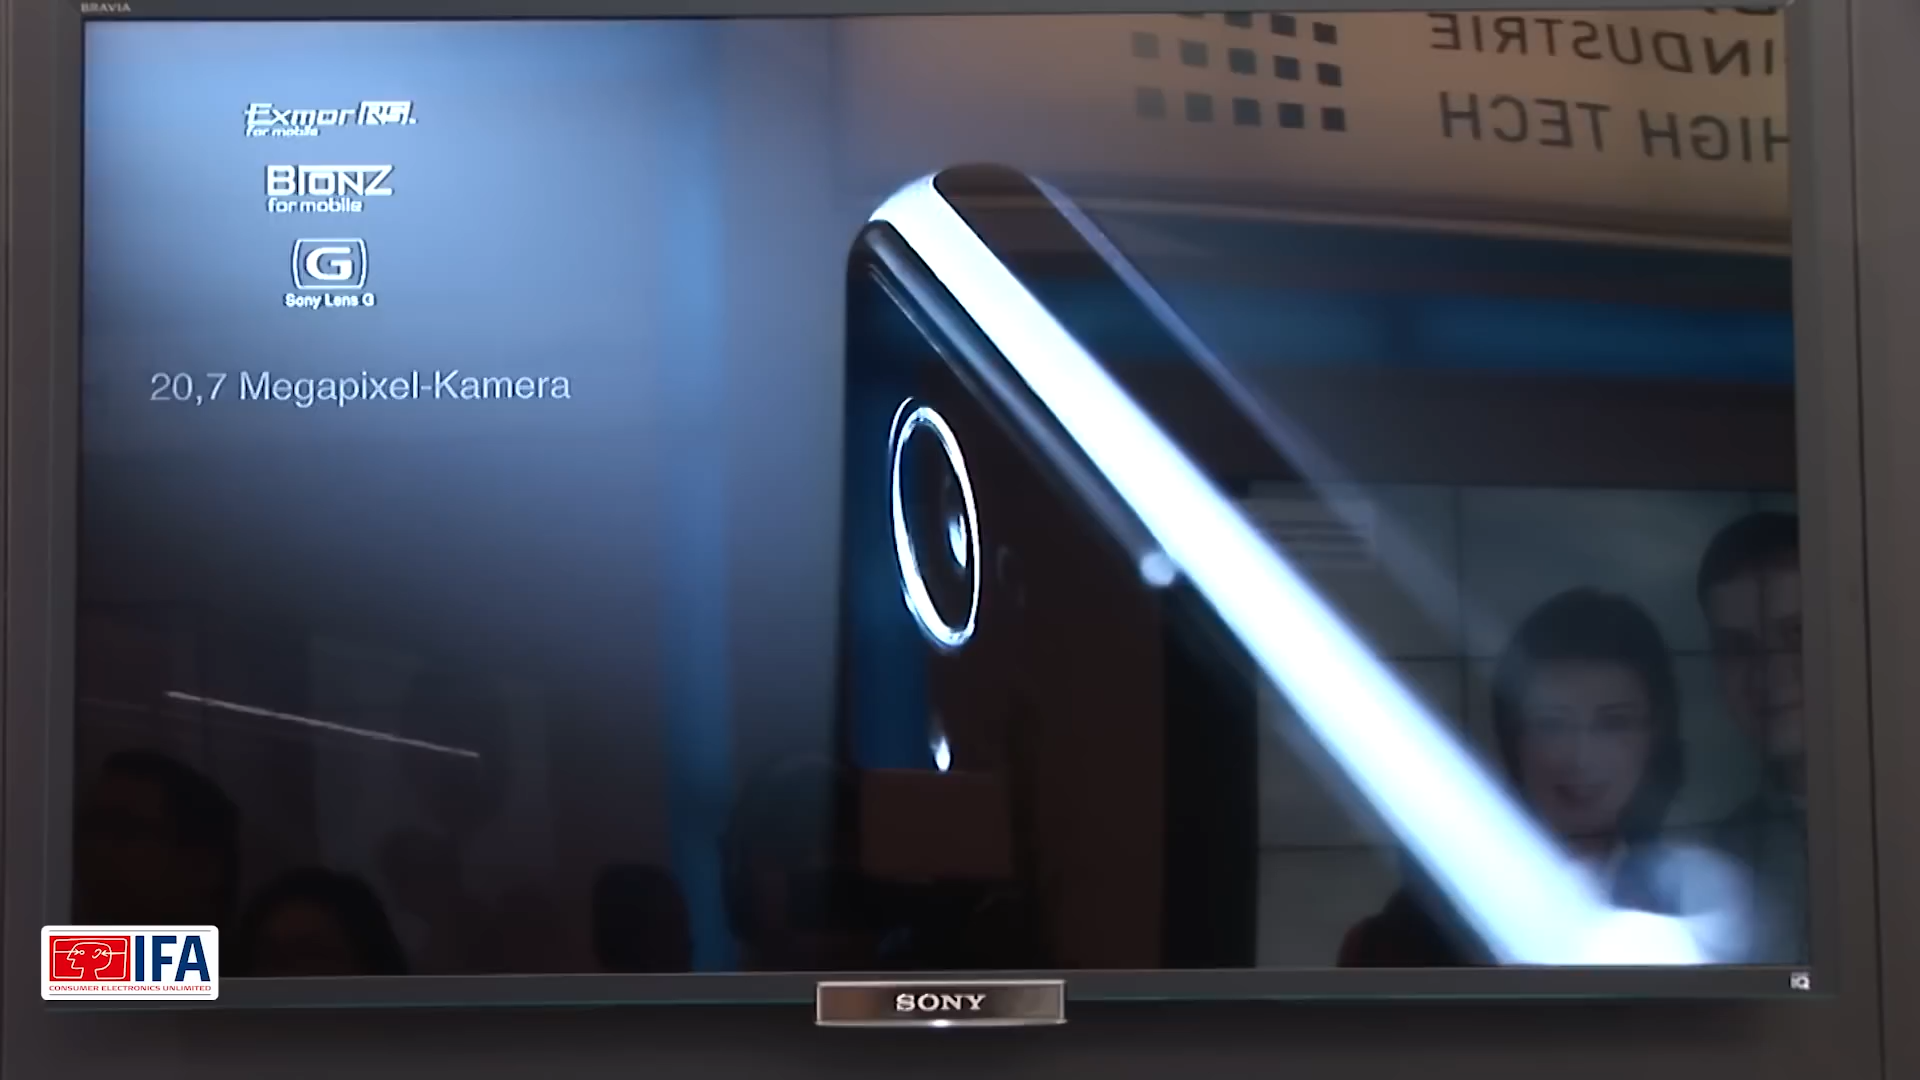 BRAVIA
INDUSTRIE
HIGH TECH
Exmor RS
for mobile
BIONZ
for mobile
G
Sony Lens G
20,7 Megapixel-Kamera
IFA
CONSUMER ELECTRONICS UNLIMITED
SONY